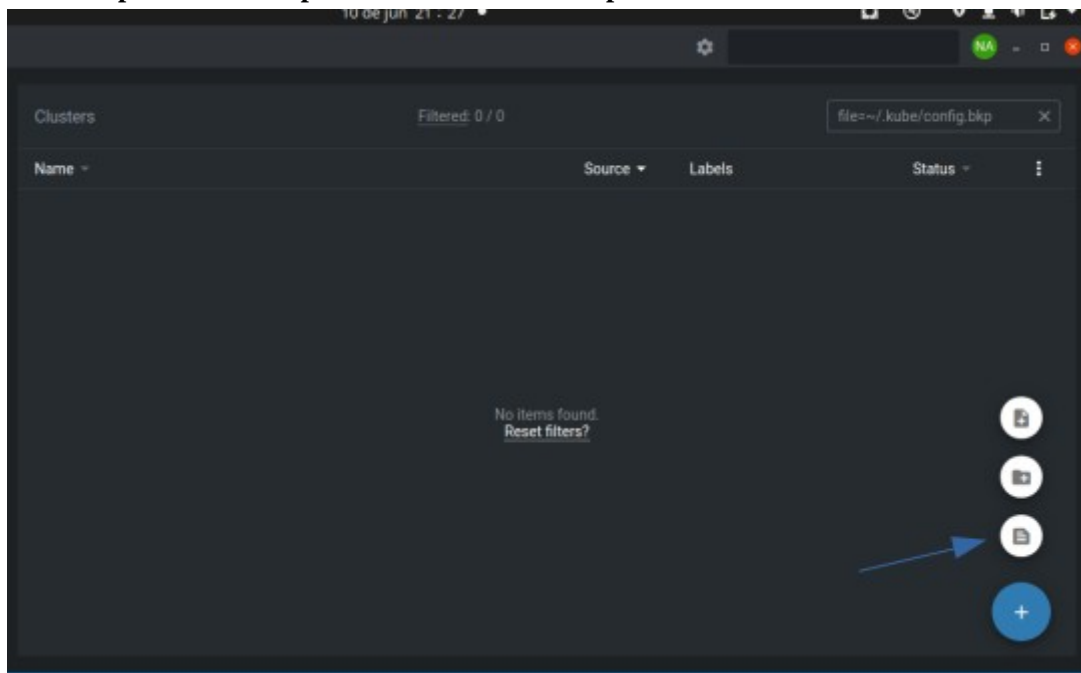 10 de jun 21 : 27
NA
Clusters
Filtered: 0 / 0
file=~/.kube/config.bkp
Name
Source
Labels
Status
No items found.
Reset filters?